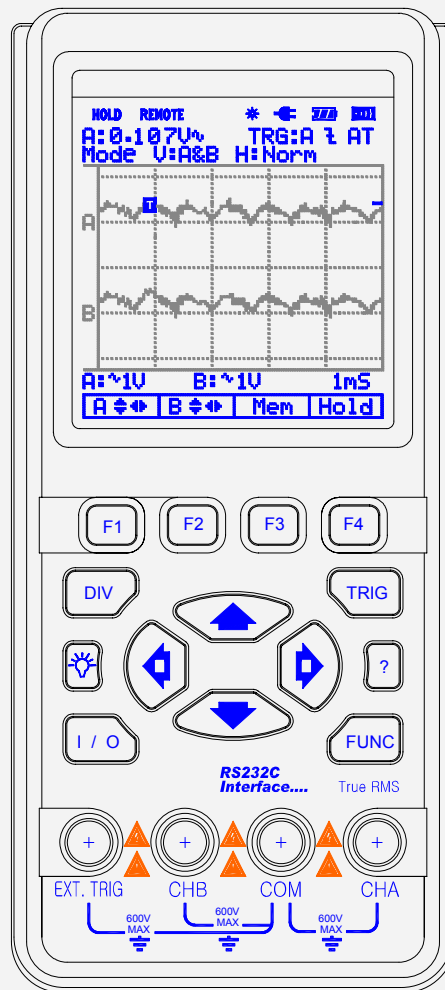 HOLD REMOTE
A:0.107V~ TRG:A AT
Mode V:A&B H:Norm
T
A
B
A:~1V B:~1V 1mS
A B Mem Hold
F1 F2 F3 F4
DIV TRIG
?
I / O FUNC
RS232C
Interface.... True RMS
EXT. TRIG CHB COM CHA
600V
MAX
600V
MAX
600V
MAX